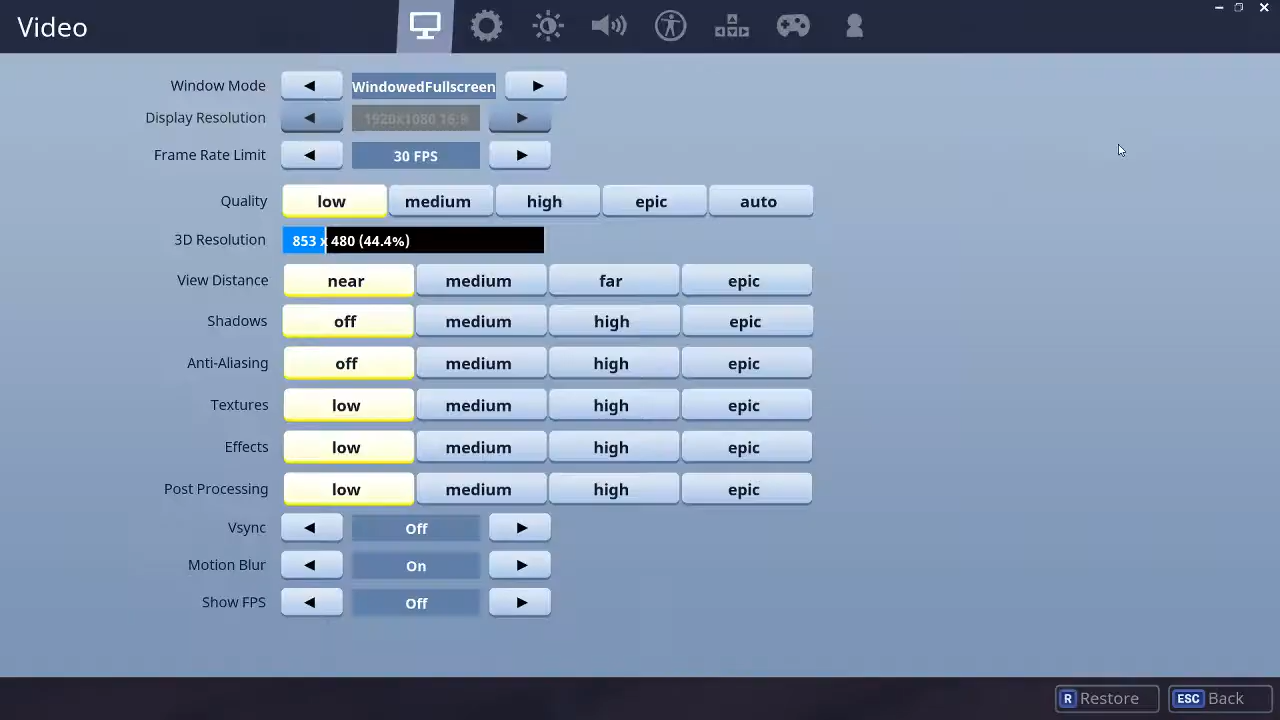 Video
Window Mode WindowedFullscreen
Display Resolution 1920x1080 16:9
Frame Rate Limit 30 FPS
Quality low medium high epic auto
3D Resolution 853 x 480 (44.4%)
View Distance near medium far epic
Shadows off medium high epic
Anti-Aliasing off medium high epic
Textures low medium high epic
Effects low medium high epic
Post Processing low medium high epic
Vsync Off
Motion Blur On
Show FPS Off
R Restore ESC Back